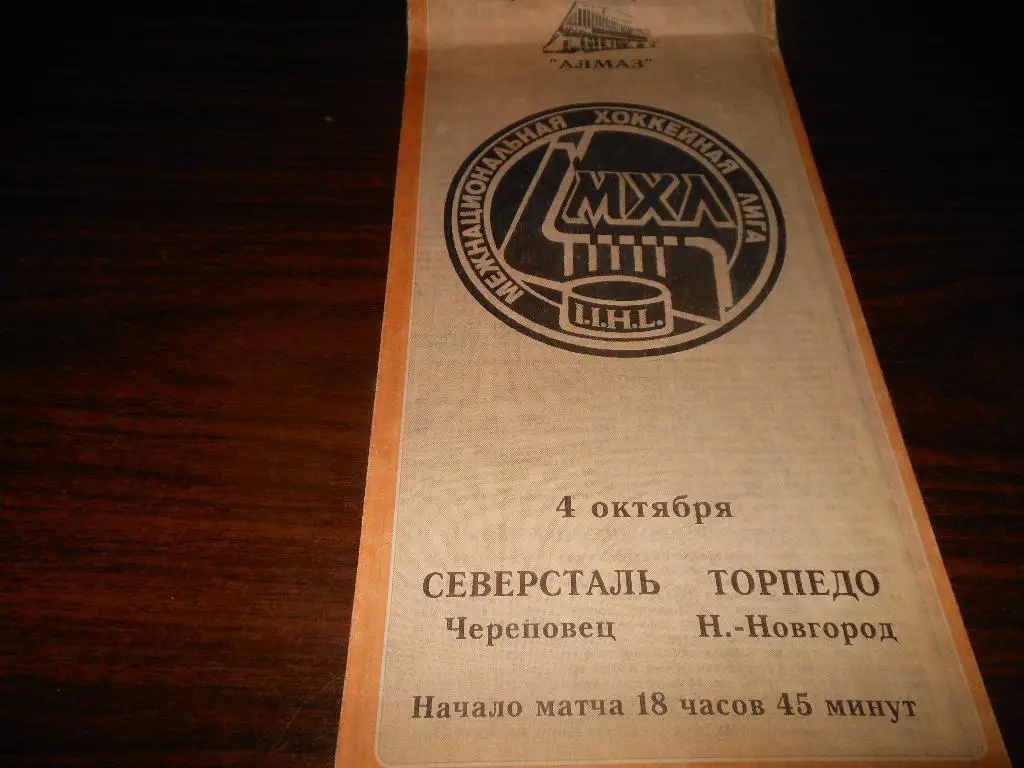 "АЛМАЗ"
МЕЖНАЦИОНАЛЬНАЯ ХОККЕЙНАЯ ЛИГА
МХЛ
I.I.H.L.
4 октября
СЕВЕРСТАЛЬ ТОРПЕДО
Череповец Н.-Новгород
Начало матча 18 часов 45 минут